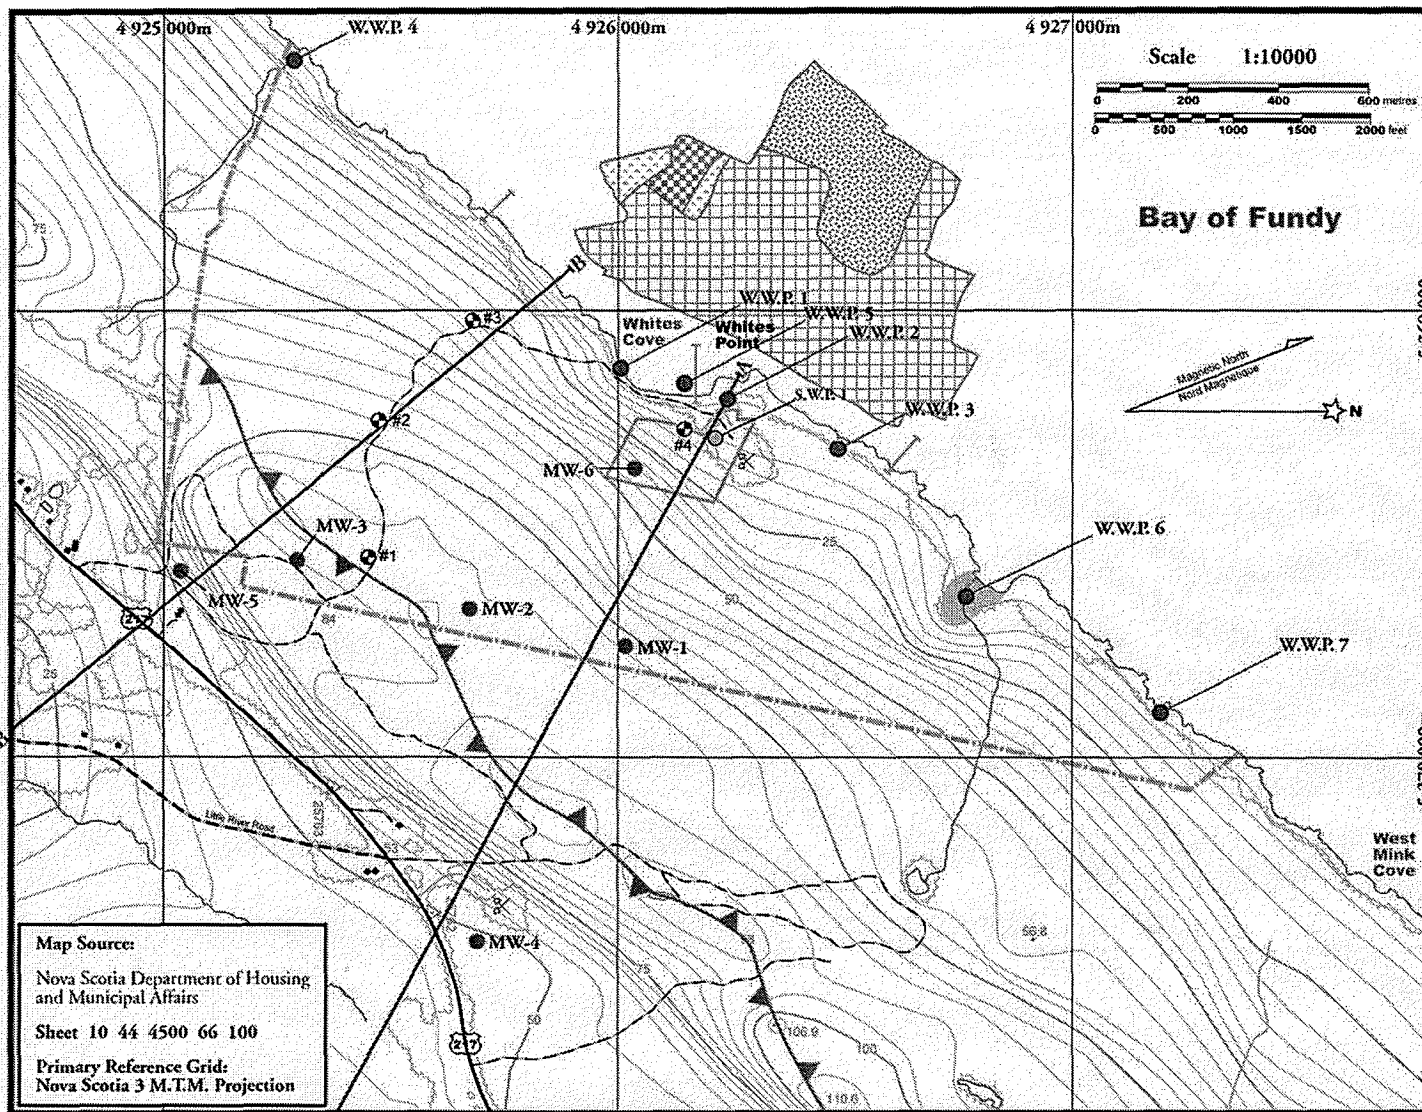 4 925 000m
4 926 000m
4 927 000m
W.W.P. 4
Scale 1:10000
0 200 400 600 metres
0 500 1000 1500 2000 feet
Bay of Fundy
75
B
W.W.P. 1
W.W.P. 5
W.W.P. 2
#3
Whites
Cove
Whites
Point
A
Magnetic North
Nord Magnetique
N
S.W.P. 1
W.W.P. 3
#2
#4
MW-6
MW-3
25
W.W.P. 6
#1
MW-5
MW-2
50
217
84
MW-1
W.W.P. 7
25
Little River Road
West
Mink
Cove
MW-4
56.8
75
50
Map Source:
Nova Scotia Department of Housing
and Municipal Affairs
Sheet 10 44 4500 66 100
Primary Reference Grid:
Nova Scotia 3 M.T.M. Projection
217
106.9
100
110.6